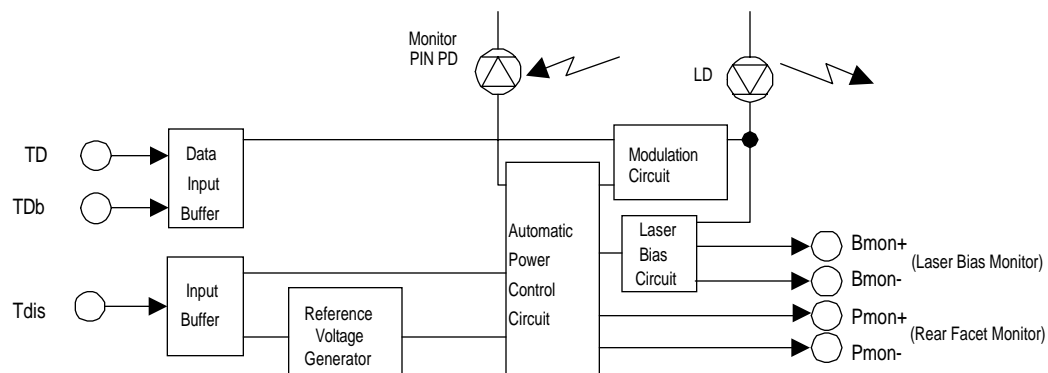 Monitor
PIN PD
LD
TD
TDb
Data
Input
Buffer
Modulation
Circuit
Automatic
Power
Control
Circuit
Laser
Bias
Circuit
Bmon+
(Laser Bias Monitor)
Bmon-
Tdis
Input
Buffer
Reference
Voltage
Generator
Pmon+
(Rear Facet Monitor)
Pmon-